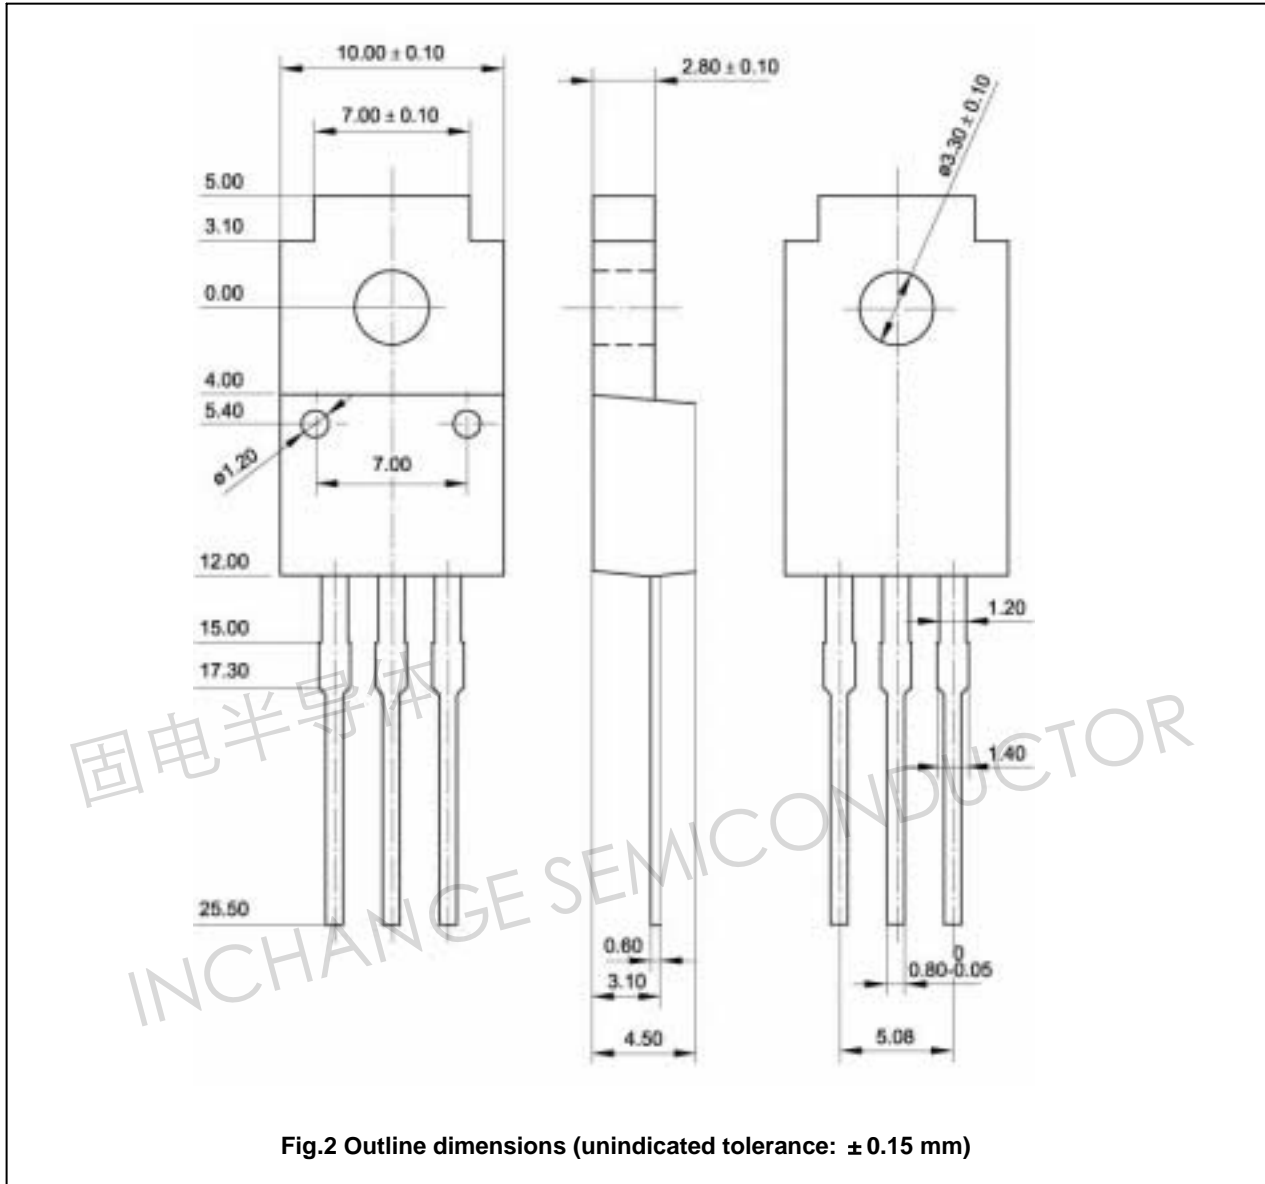 10.00 ± 0.10
2.80 ± 0.10
7.00 ± 0.10
ø3.30 ± 0.10
5.00
3.10
0.00
4.00
5.40
ø1.20
7.00
12.00
1.20
15.00
17.30
1.40
25.50
0.60
0
0.80-0.05
3.10
4.50
5.08
固电半导体
INCHANGE SEMICONDUCTOR
Fig.2 Outline dimensions (unindicated tolerance: ± 0.15 mm)